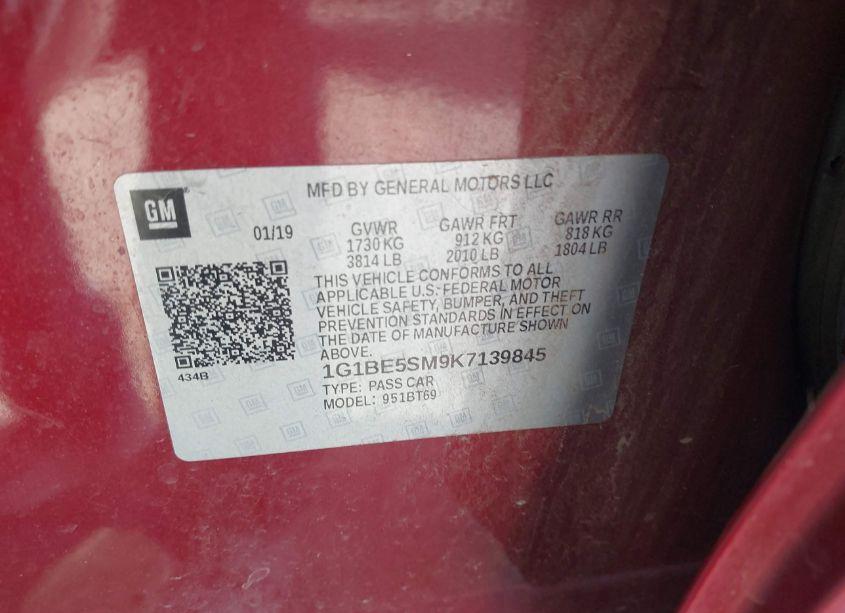 GM
MFD BY GENERAL MOTORS LLC
01/19
GVWR
1730 KG
3814 LB
GAWR FRT
912 KG
2010 LB
GAWR RR
818 KG
1804 LB
THIS VEHICLE CONFORMS TO ALL
APPLICABLE U.S. FEDERAL MOTOR
VEHICLE SAFETY, BUMPER, AND THEFT
PREVENTION STANDARDS IN EFFECT ON
THE DATE OF MANUFACTURE SHOWN
ABOVE.
434B
1G1BE5SM9K7139845
TYPE: PASS CAR
MODEL: 951BT69